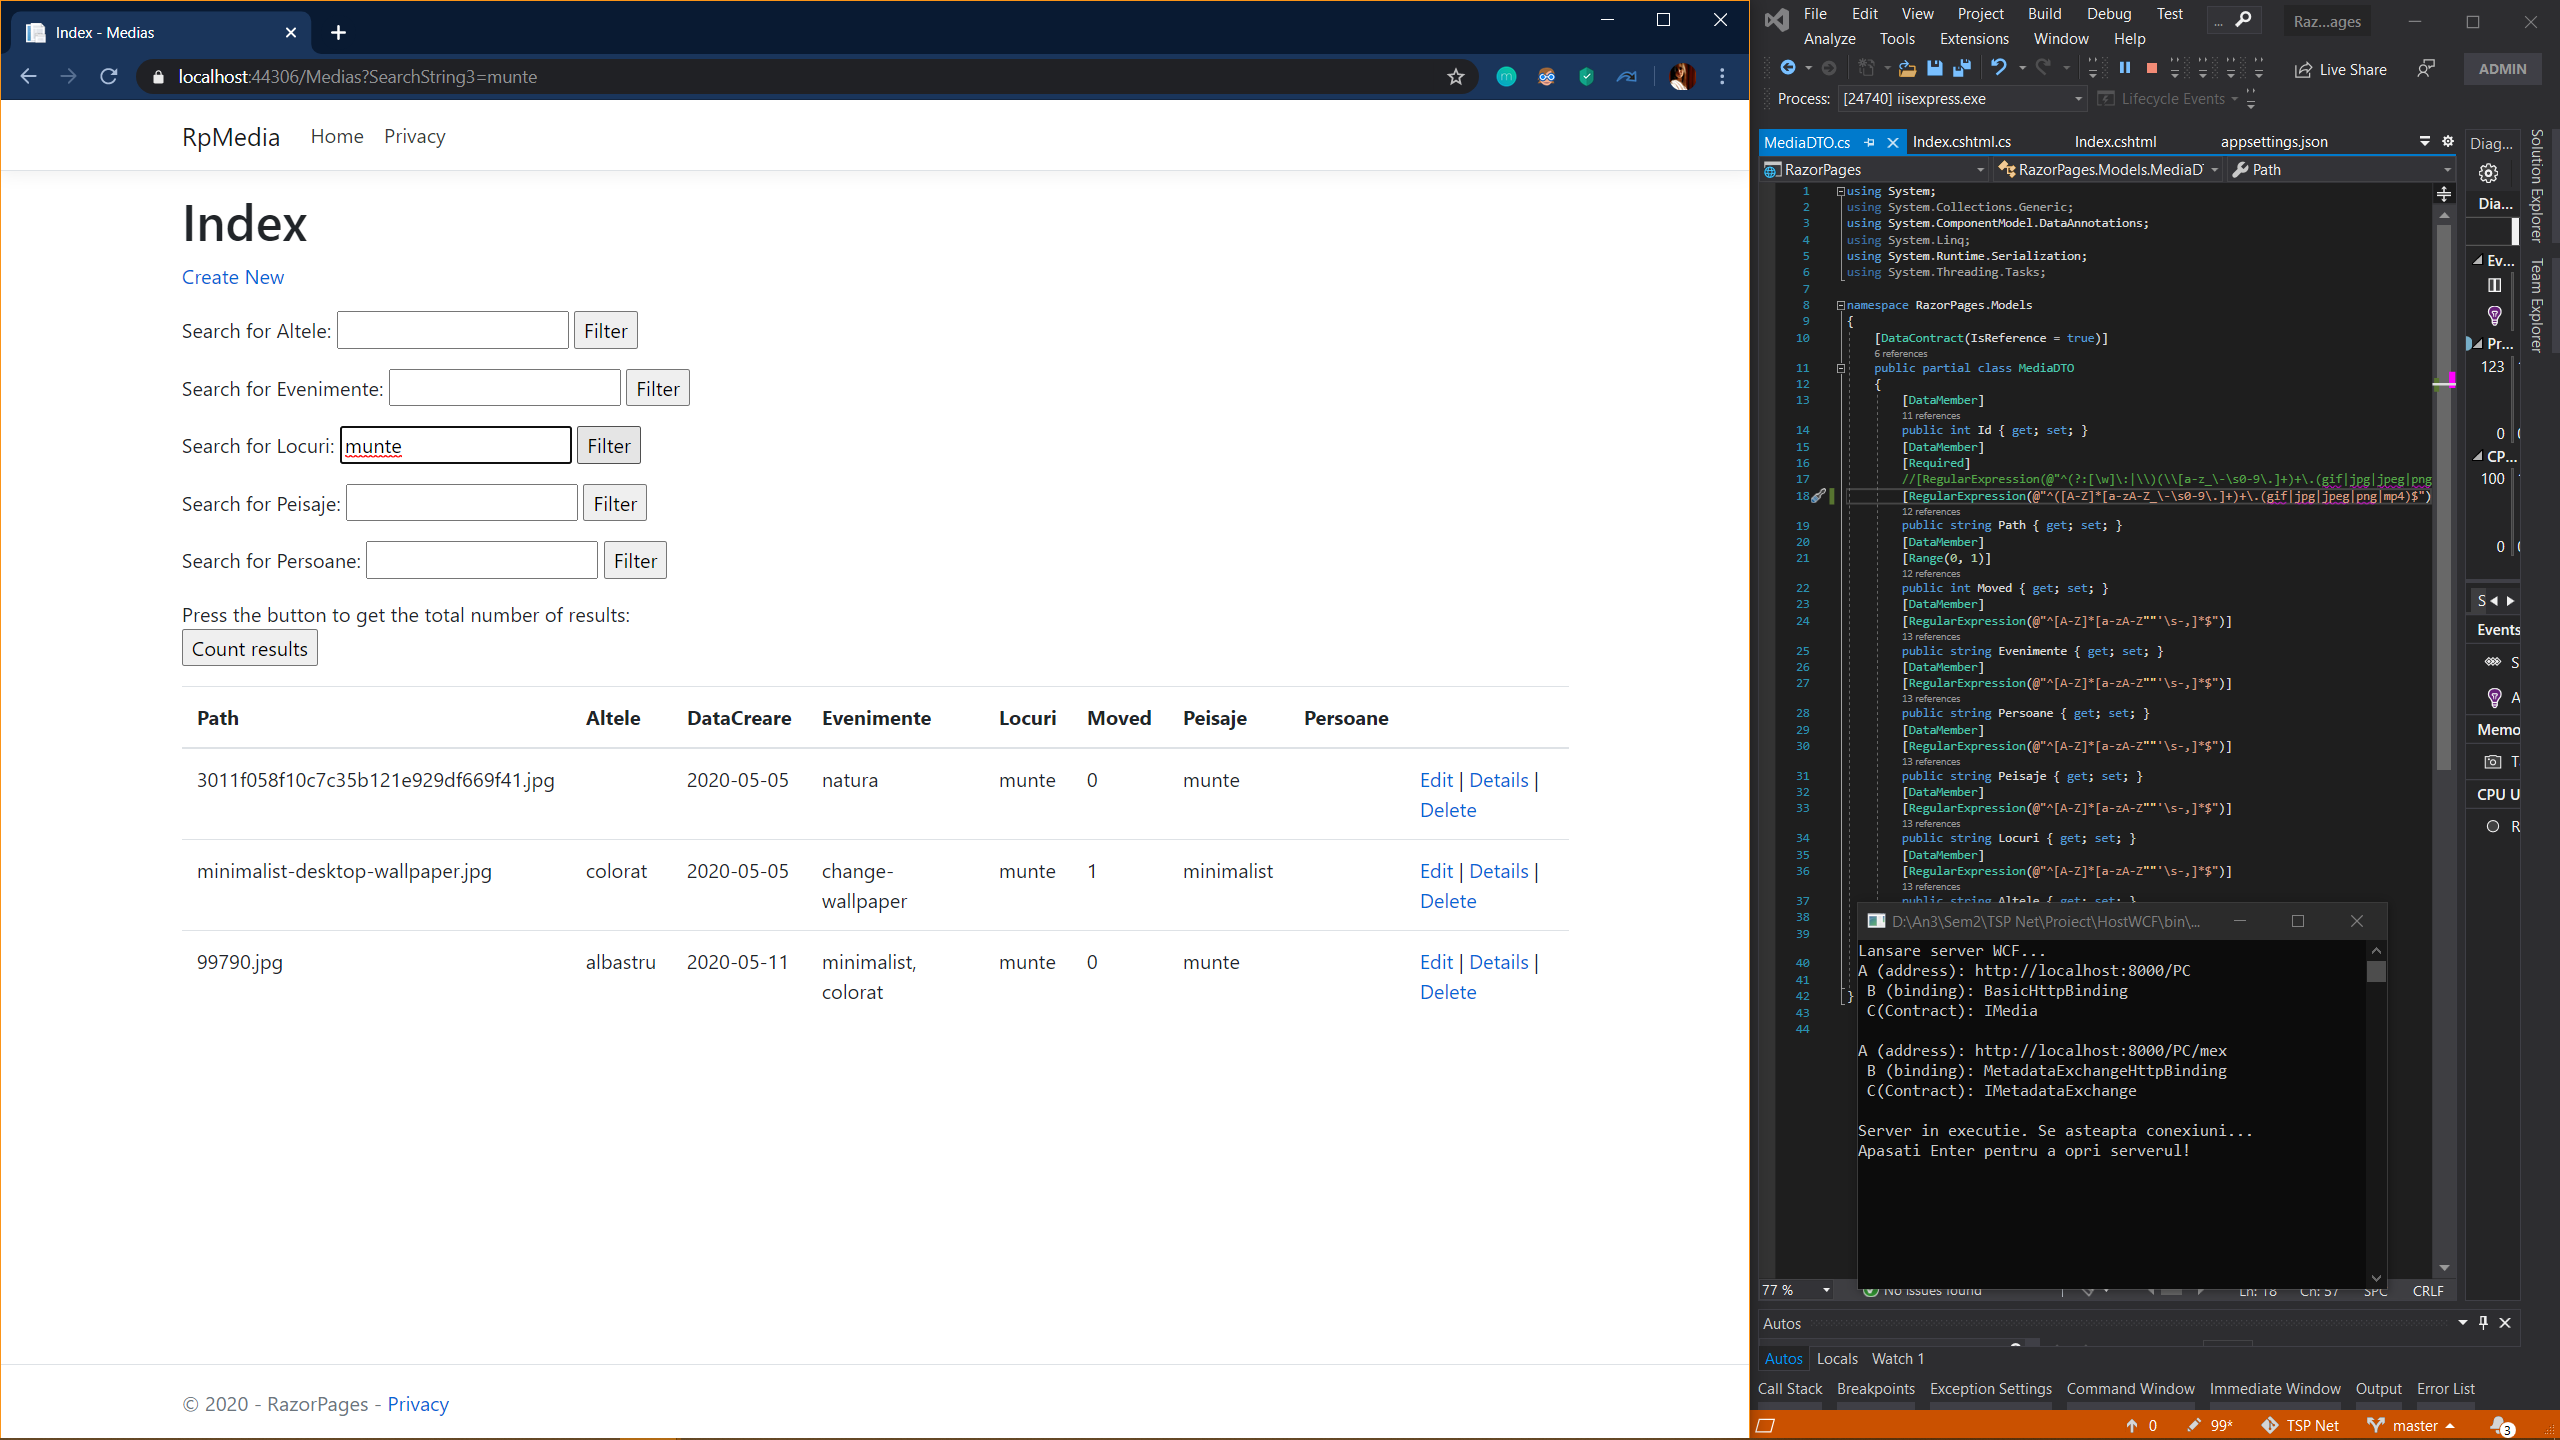 Index - Medias
localhost:44306/Medias?SearchString3=munte
RpMedia Home Privacy
Index
Create New
Search for Altele: Filter
Search for Evenimente: Filter
Search for Locuri: munte Filter
Search for Peisaje: Filter
Search for Persoane: Filter
Press the button to get the total number of results:
Count results
Path Altele DataCreare Evenimente Locuri Moved Peisaje Persoane
3011f058f10c7c35b121e929df669f41.jpg 2020-05-05 natura munte 0 munte Edit | Details |
Delete
minimalist-desktop-wallpaper.jpg colorat 2020-05-05 change- munte 1 minimalist Edit | Details |
wallpaper Delete
99790.jpg albastru 2020-05-11 minimalist, munte 0 munte Edit | Details |
colorat Delete
© 2020 - RazorPages - Privacy
File Edit View Project Build Debug Test ... Raz...ages
Analyze Tools Extensions Window Help
Live Share ADMIN
Process: [24740] iisexpress.exe Lifecycle Events
MediaDTO.cs Index.cshtml.cs Index.cshtml appsettings.json
RazorPages RazorPages.Models.MediaD Path
1 using System;
2 using System.Collections.Generic;
3 using System.ComponentModel.DataAnnotations;
4 using System.Linq;
5 using System.Runtime.Serialization;
6 using System.Threading.Tasks;
7
8 namespace RazorPages.Models
9 {
10 [DataContract(IsReference = true)]
6 references
11 public partial class MediaDTO
12 {
13 [DataMember]
11 references
14 public int Id { get; set; }
15 [DataMember]
16 [Required]
17 //[RegularExpression(@"^(?:[\w]\:|\\)(\\[a-z_\-\s0-9\.]+)+\.(gif|jpg|jpeg|png
18 [RegularExpression(@"^([A-Z]*[a-zA-Z_\-\s0-9\.]+)+\.(gif|jpg|jpeg|png|mp4)$")
12 references
19 public string Path { get; set; }
20 [DataMember]
21 [Range(0, 1)]
12 references
22 public int Moved { get; set; }
23 [DataMember]
24 [RegularExpression(@"^[A-Z]*[a-zA-Z""'\s-,]*$")]
13 references
25 public string Evenimente { get; set; }
26 [DataMember]
27 [RegularExpression(@"^[A-Z]*[a-zA-Z""'\s-,]*$")]
13 references
28 public string Persoane { get; set; }
29 [DataMember]
30 [RegularExpression(@"^[A-Z]*[a-zA-Z""'\s-,]*$")]
13 references
31 public string Peisaje { get; set; }
32 [DataMember]
33 [RegularExpression(@"^[A-Z]*[a-zA-Z""'\s-,]*$")]
13 references
34 public string Locuri { get; set; }
35 [DataMember]
36 [RegularExpression(@"^[A-Z]*[a-zA-Z""'\s-,]*$")]
13 references
37 public string Altele { get; set; }
38
39
40
41
42 }
43
44
D:\An3\Sem2\TSP Net\Proiect\HostWCF\bin\...
Lansare server WCF...
A (address): http://localhost:8000/PC
B (binding): BasicHttpBinding
C(Contract): IMedia
A (address): http://localhost:8000/PC/mex
B (binding): MetadataExchangeHttpBinding
C(Contract): IMetadataExchange
Server in executie. Se asteapta conexiuni...
Apasati Enter pentru a opri serverul!
77 % No issues found Ln: 18 Ch: 57 SPC CRLF
Diag...
Dia...
Ev...
Pr...
123
0
CP...
100
0
S
Events
S
A
Memo
T
CPU U
R
Solution Explorer
Team Explorer
Autos
Autos Locals Watch 1
Call Stack Breakpoints Exception Settings Command Window Immediate Window Output Error List
0 99* TSP Net master 3